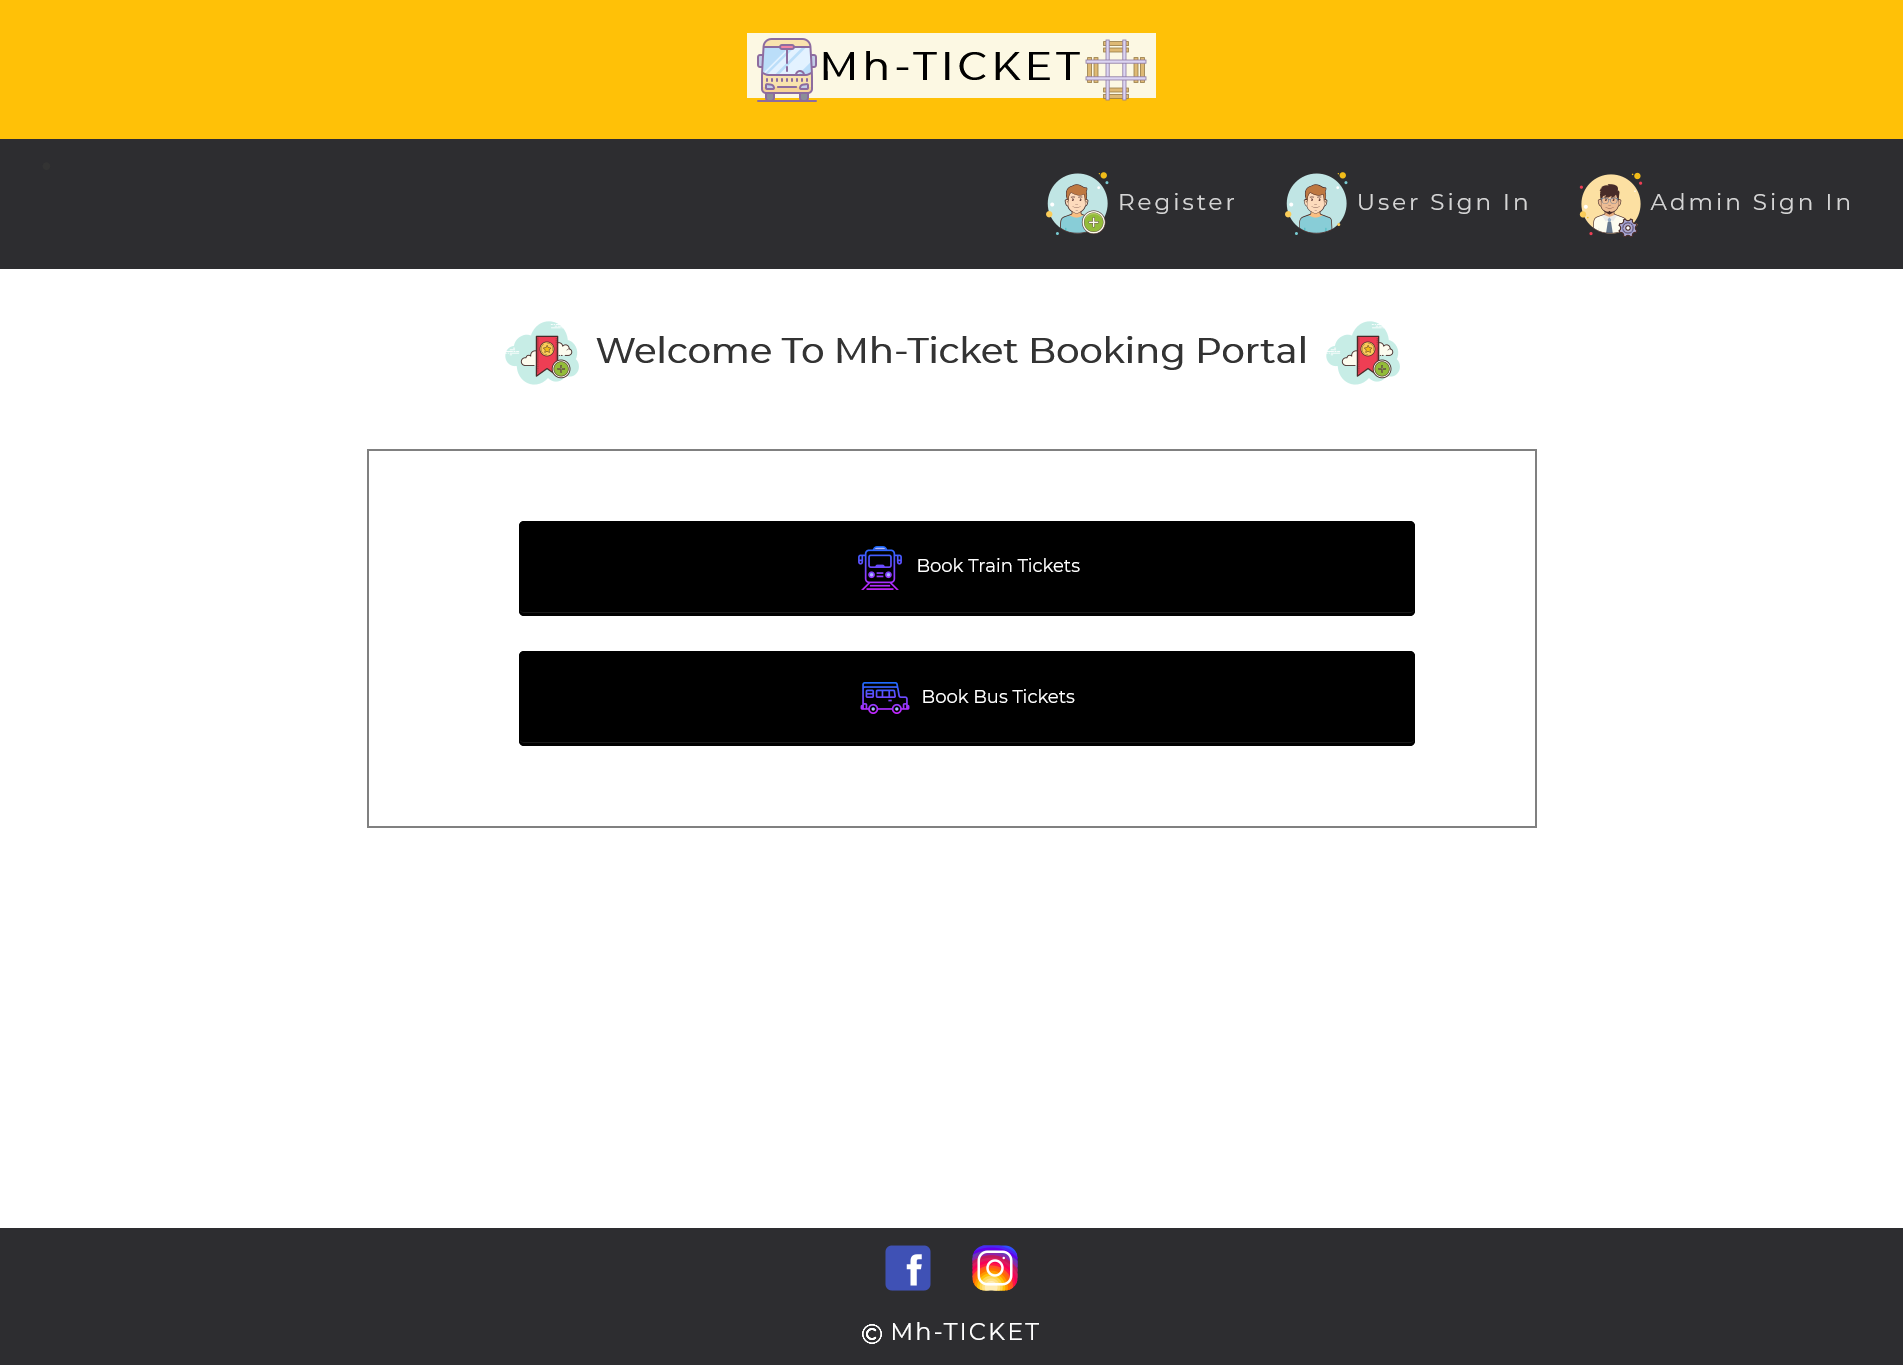 Mh-TICKET
Register
User Sign In
Admin Sign In
Welcome To Mh-Ticket Booking Portal
Book Train Tickets
Book Bus Tickets
© Mh-TICKET